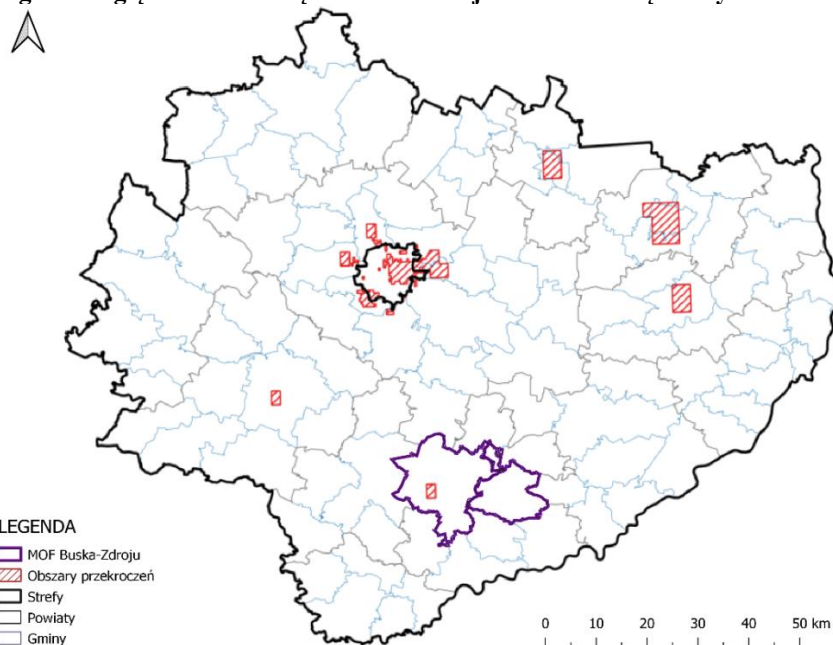 LEGENDA
MOF Buska-Zdroju
Obszary przekroczeń
Strefy
Powiaty
Gminy
0 10 20 30 40 50 km